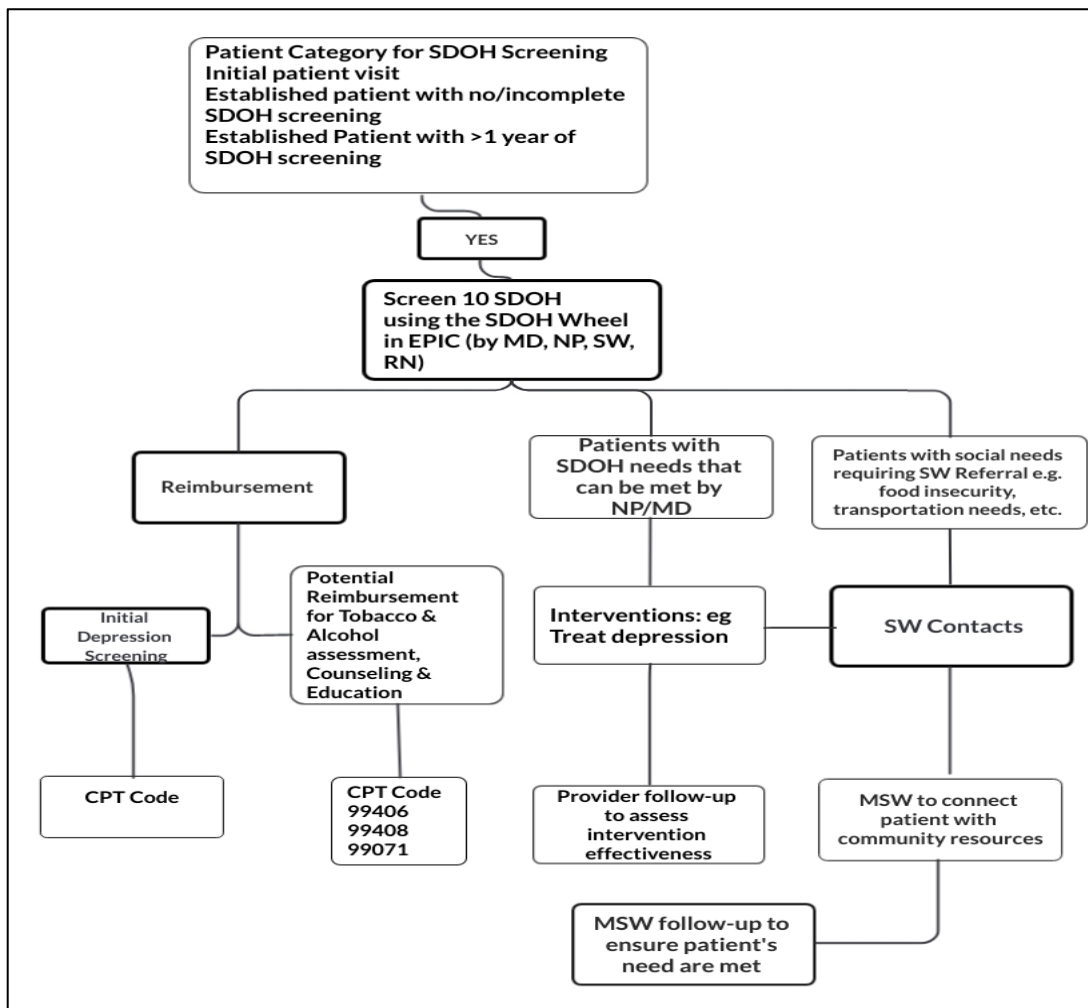 Patient Category for SDOH Screening
Initial patient visit
Established patient with no/incomplete
SDOH screening
Established Patient with >1 year of
SDOH screening
YES
Screen 10 SDOH
using the SDOH Wheel
in EPIC (by MD, NP, SW,
RN)
Reimbursement
Patients with
SDOH needs that
can be met by
NP/MD
Patients with social needs
requiring SW Referral e.g.
food insecurity,
transportation needs, etc.
Initial
Depression
Screening
Potential
Reimbursement
for Tobacco &
Alcohol
assessment,
Counseling &
Education
Interventions: eg
Treat depression
SW Contacts
CPT Code
CPT Code
99406
99408
99071
Provider follow-up
to assess
intervention
effectiveness
MSW to connect
patient with
community resources
MSW follow-up to
ensure patient's
need are met